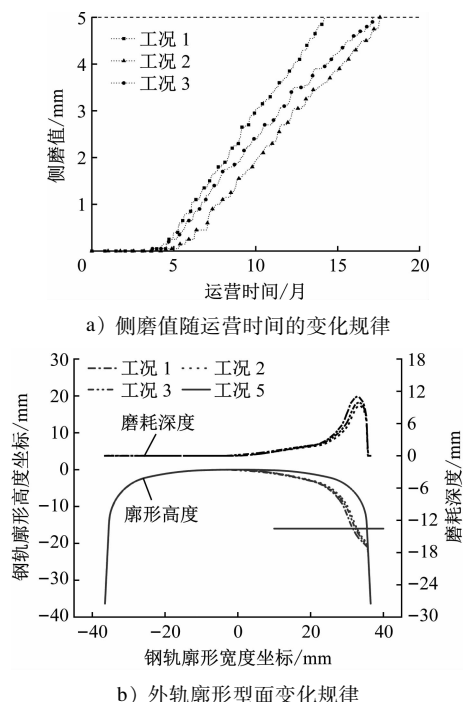 5
4
3
2
1
侧磨值/mm
工况 1
工况 2
工况 3
0
5
10
15
20
运营时间/月
a）侧磨值随运营时间的变化规律
30
20
10
0
−10
−20
−30
−40
钢轨廓形高度坐标/mm
工况 1
工况 2
工况 3
工况 5
磨耗深度
廓形高度
18
12
6
0
−6
−12
−18
−24
−30
磨耗深度/mm
−40
−20
0
20
40
钢轨廓形宽度坐标/mm
b）外轨廓形型面变化规律